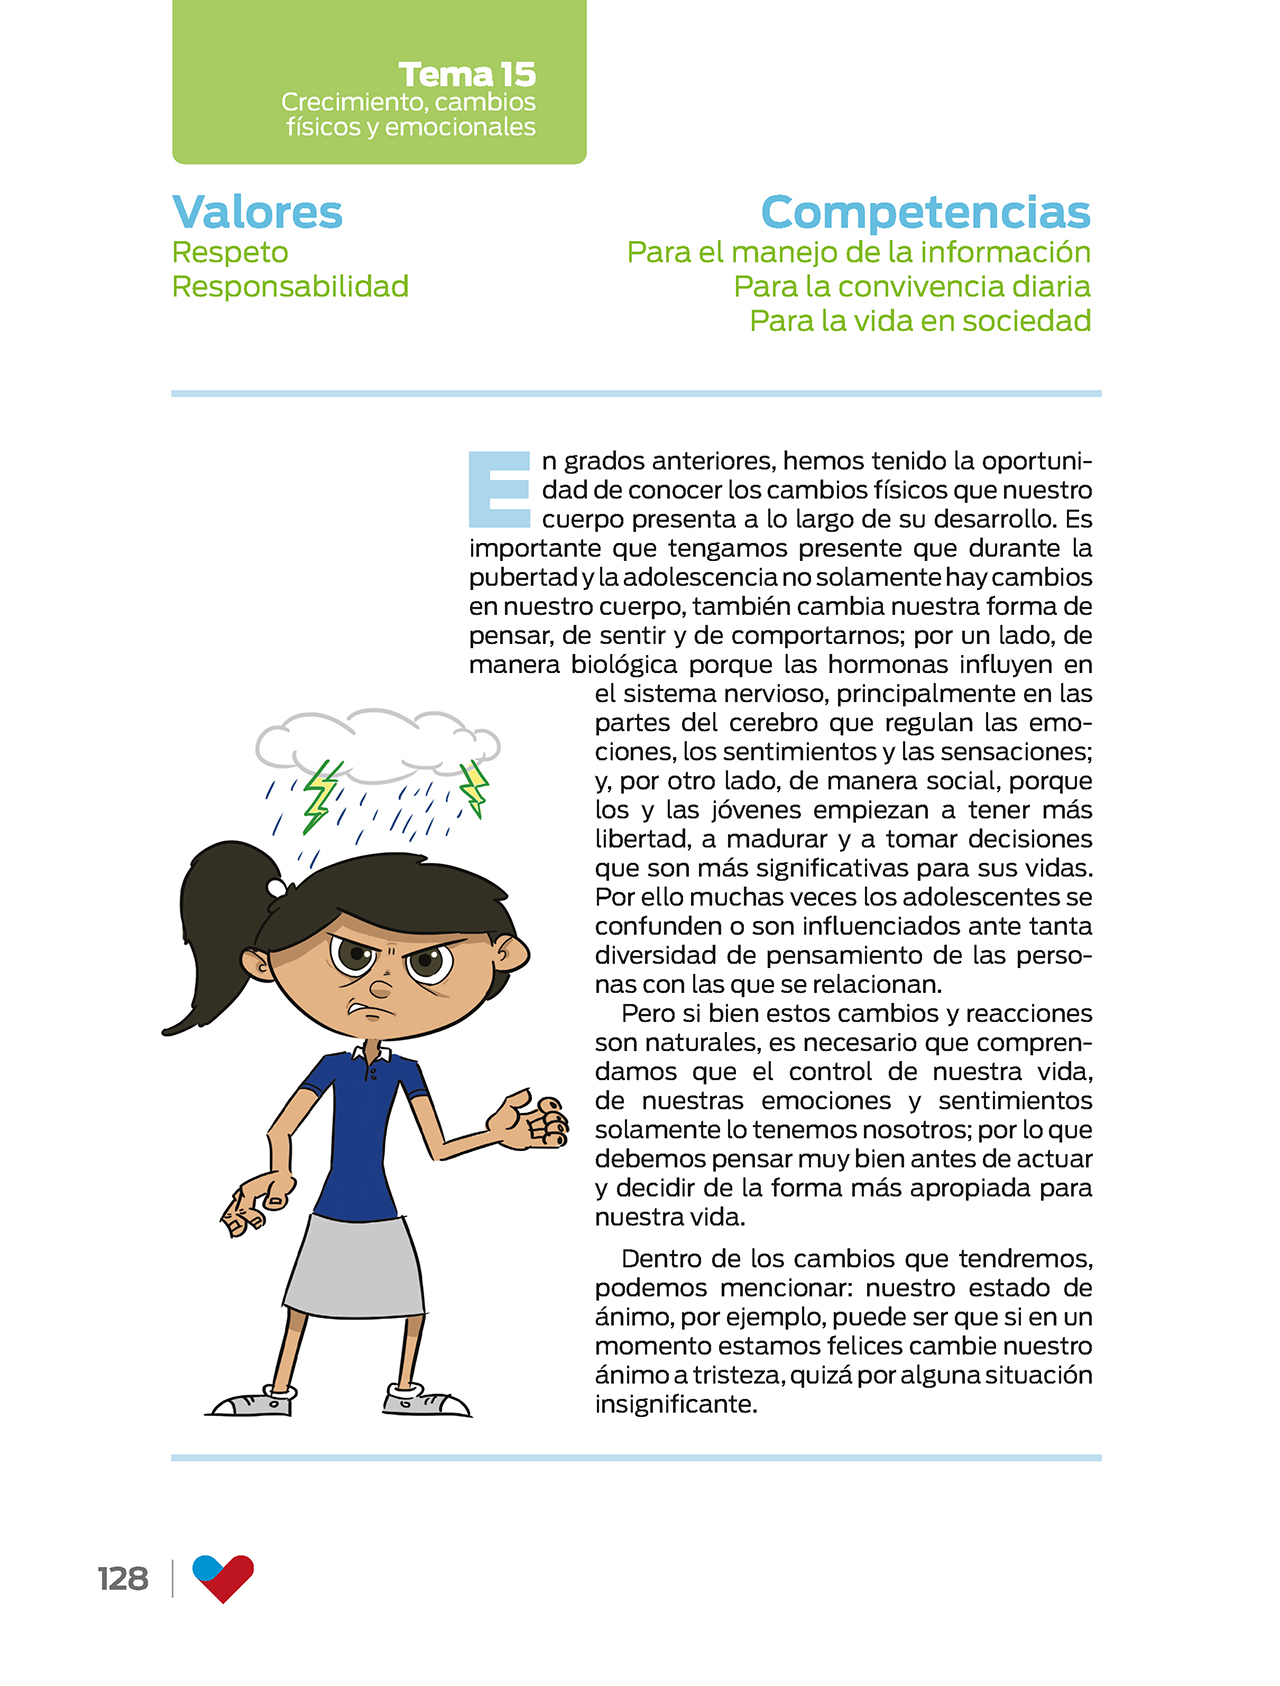 Tema 15
Crecimiento, cambios
físicos y emocionales
Valores
Respeto
Responsabilidad
Competencias
Para el manejo de la información
Para la convivencia diaria
Para la vida en sociedad
En grados anteriores, hemos tenido la oportuni-
dad de conocer los cambios físicos que nuestro
cuerpo presenta a lo largo de su desarrollo. Es
importante que tengamos presente que durante la
pubertad y la adolescencia no solamente hay cambios
en nuestro cuerpo, también cambia nuestra forma de
pensar, de sentir y de comportarnos; por un lado, de
manera biológica porque las hormonas influyen en
el sistema nervioso, principalmente en las
partes del cerebro que regulan las emo-
ciones, los sentimientos y las sensaciones;
y, por otro lado, de manera social, porque
los y las jóvenes empiezan a tener más
libertad, a madurar y a tomar decisiones
que son más significativas para sus vidas.
Por ello muchas veces los adolescentes se
confunden o son influenciados ante tanta
diversidad de pensamiento de las perso-
nas con las que se relacionan.
Pero si bien estos cambios y reacciones
son naturales, es necesario que compren-
damos que el control de nuestra vida,
de nuestras emociones y sentimientos
solamente lo tenemos nosotros; por lo que
debemos pensar muy bien antes de actuar
y decidir de la forma más apropiada para
nuestra vida.
Dentro de los cambios que tendremos,
podemos mencionar: nuestro estado de
ánimo, por ejemplo, puede ser que si en un
momento estamos felices cambie nuestro
ánimo a tristeza, quizá por alguna situación
insignificante.
128